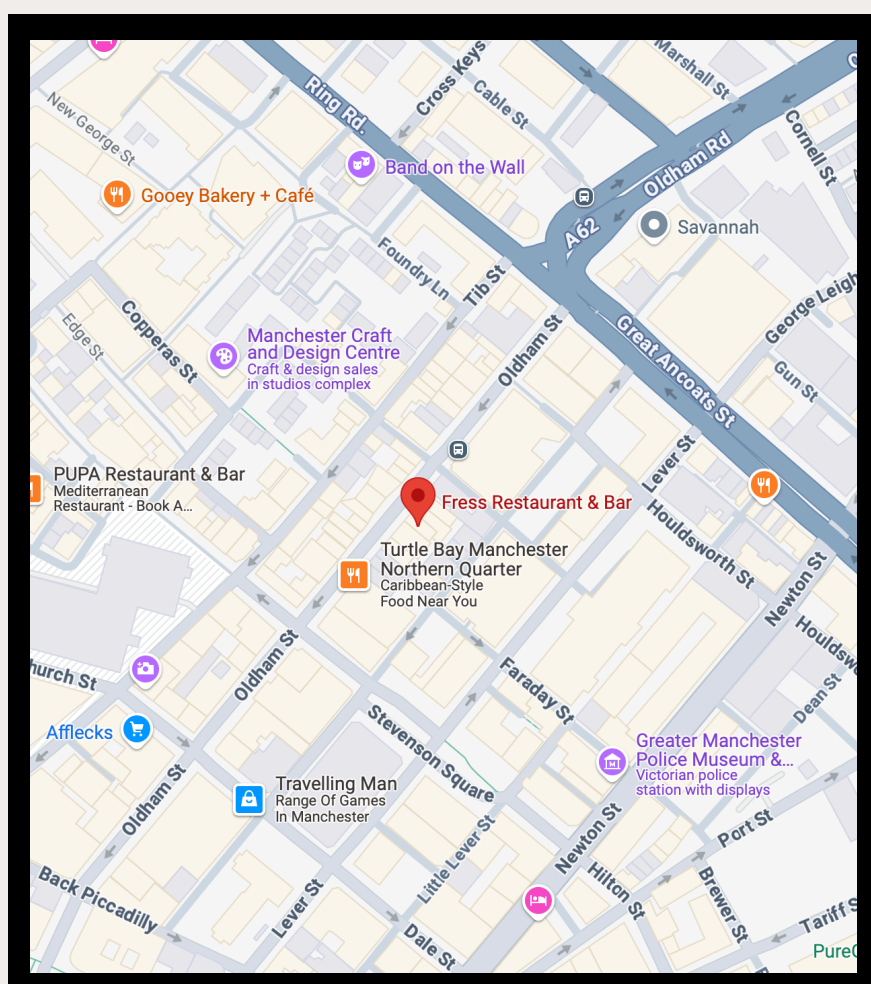 Marshall St
Cross Keys
Ring Rd.
Cable St
New George St
Cornell St
Oldham Rd
Band on the Wall
Gooey Bakery + Café
A62
Savannah
Foundry Ln
Tib St
George Leigh
Copperas St
Edge St
Manchester Craft
and Design Centre
Craft & design sales
in studios complex
Oldham St
Great Ancoats St
Gun St
PUPA Restaurant & Bar
Mediterranean
Restaurant - Book A...
Lever St
Fress Restaurant & Bar
Houldsworth St
Turtle Bay Manchester
Northern Quarter
Caribbean-Style
Food Near You
Newton St
Houldsw
hurch St
Oldham St
Faraday St
Dean St
Afflecks
Stevenson Square
Greater Manchester
Police Museum &...
Victorian police
station with displays
Travelling Man
Range Of Games
In Manchester
Oldham St
Port St
Newton St
Little Lever St
Back Piccadilly
Lever St
Hilton St
Brewer St
Tariff S
Dale St
Pure